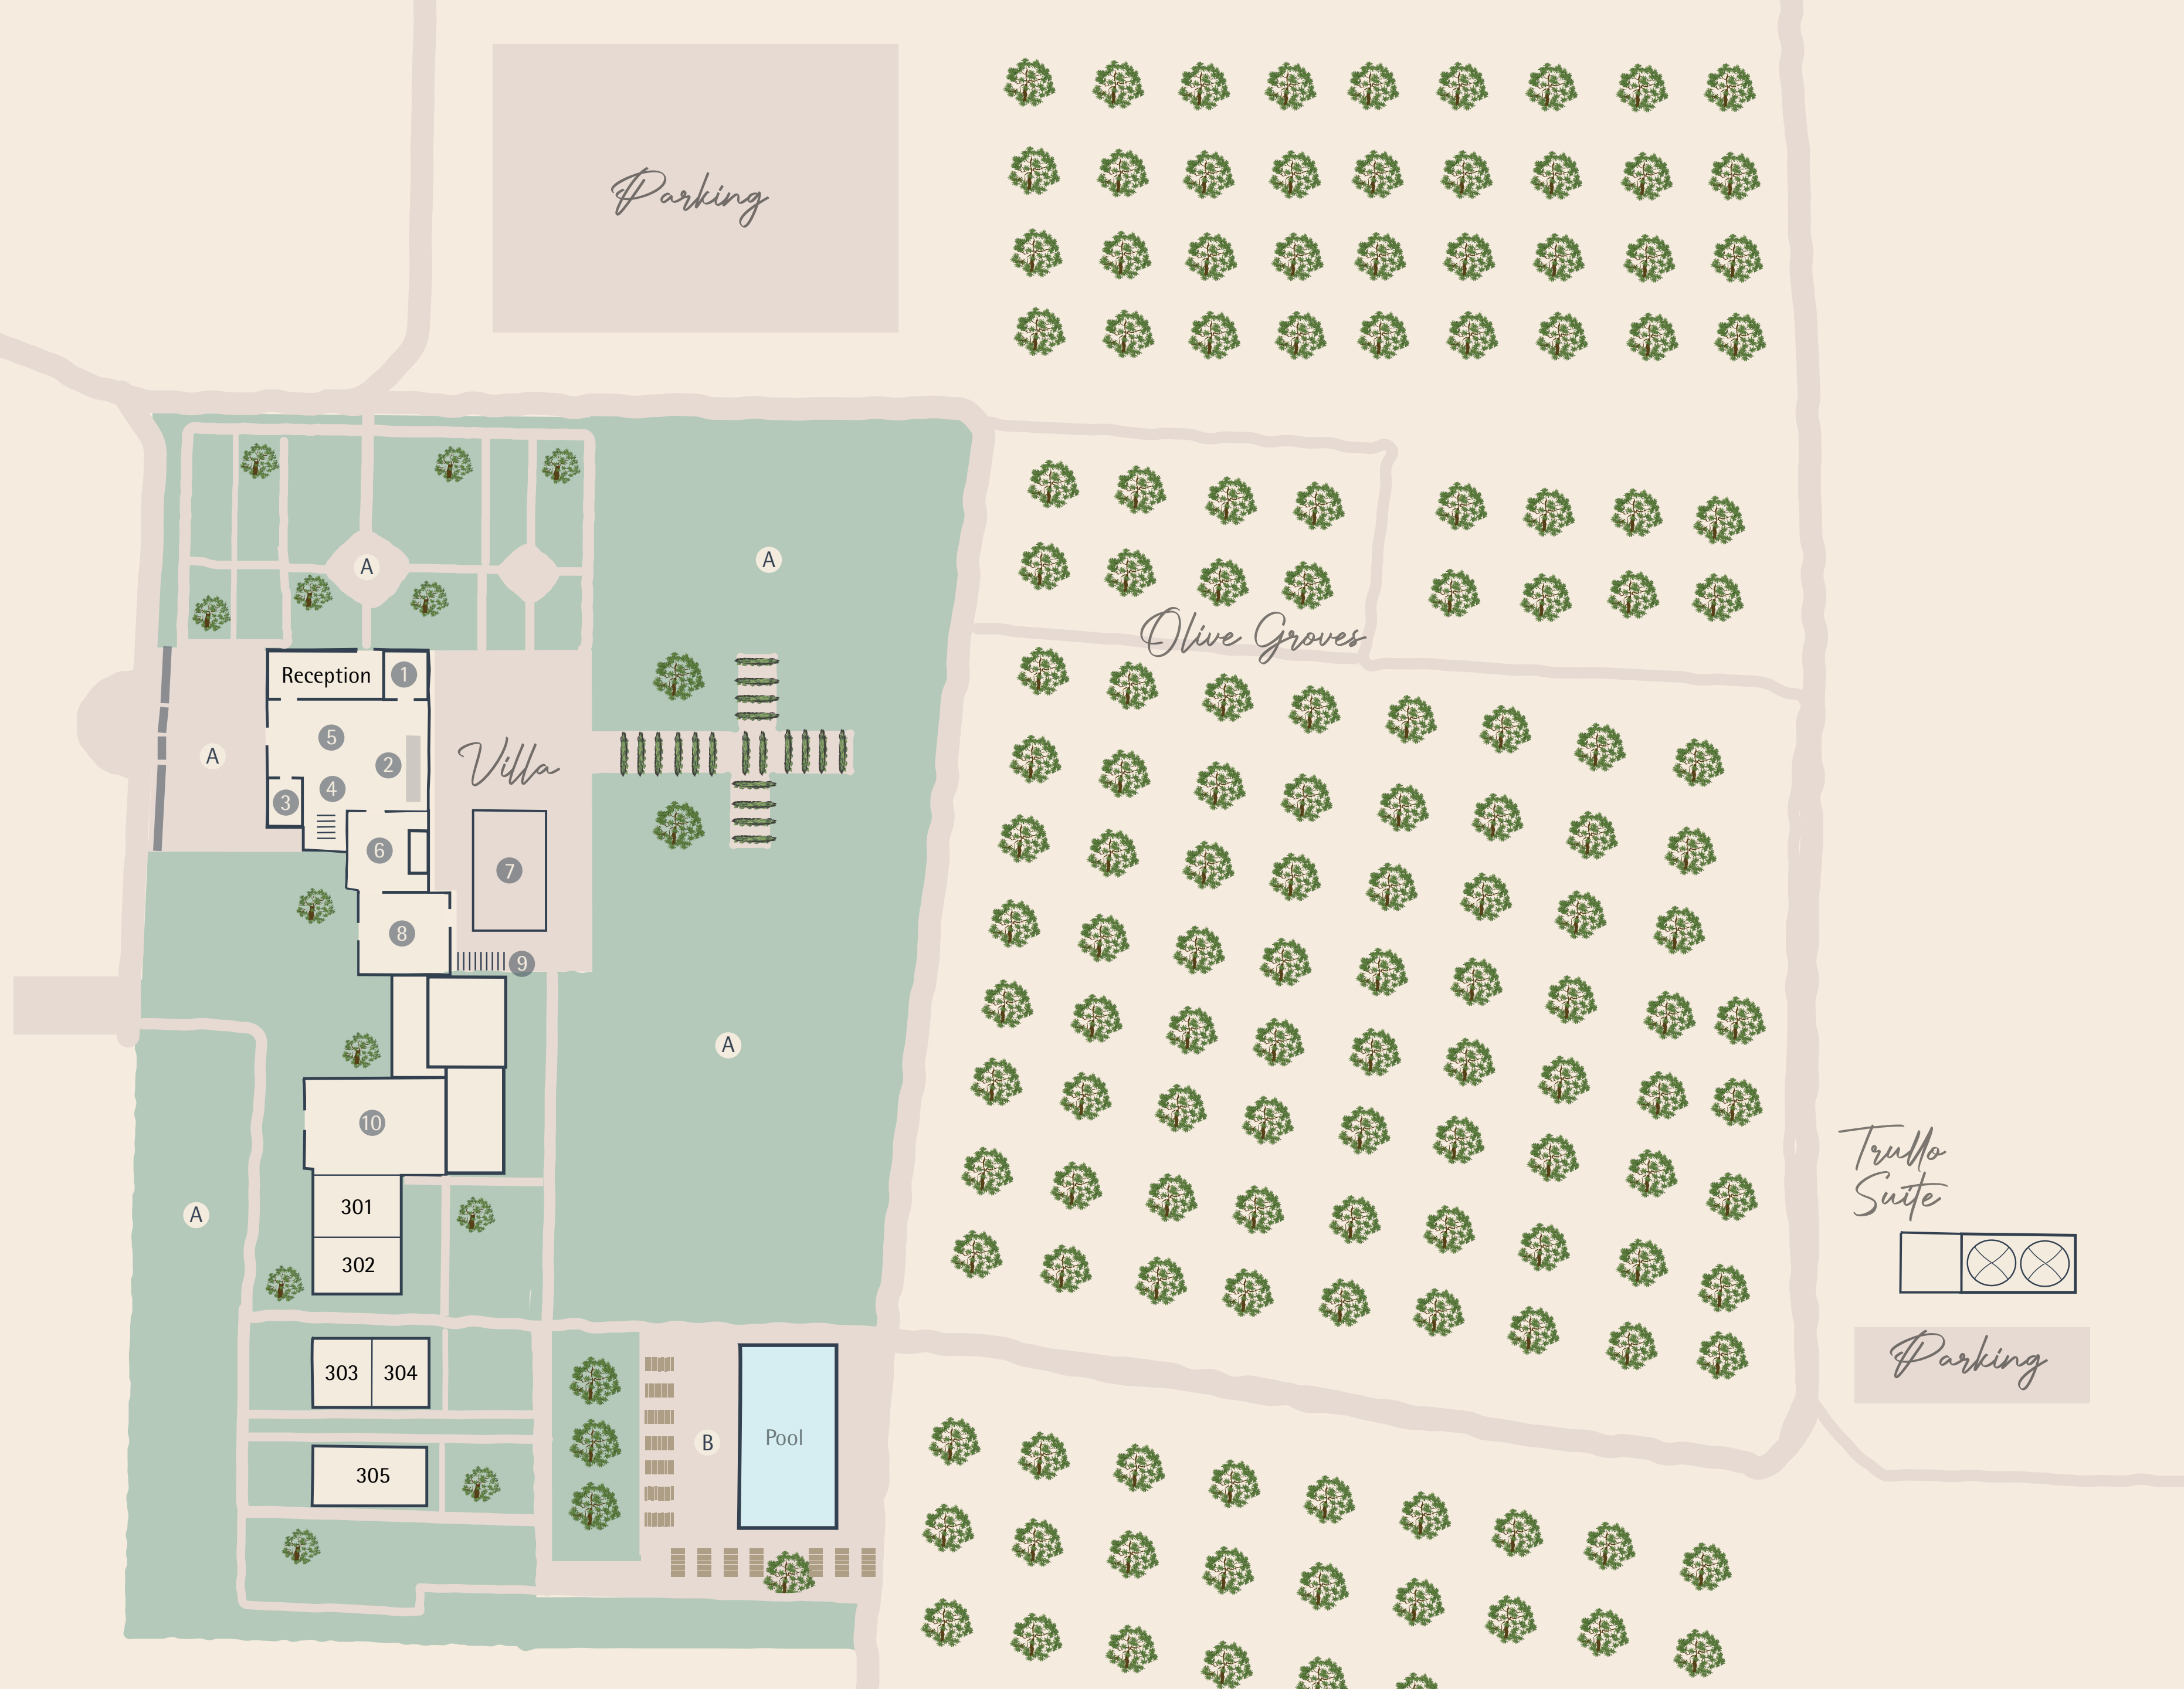 Parking
A
A
Olive Groves
Reception
1
5
2
A
Villa
4
3
6
7
8
9
A
10
Trullo
Suite
301
A
302
303
304
Parking
B
Pool
305